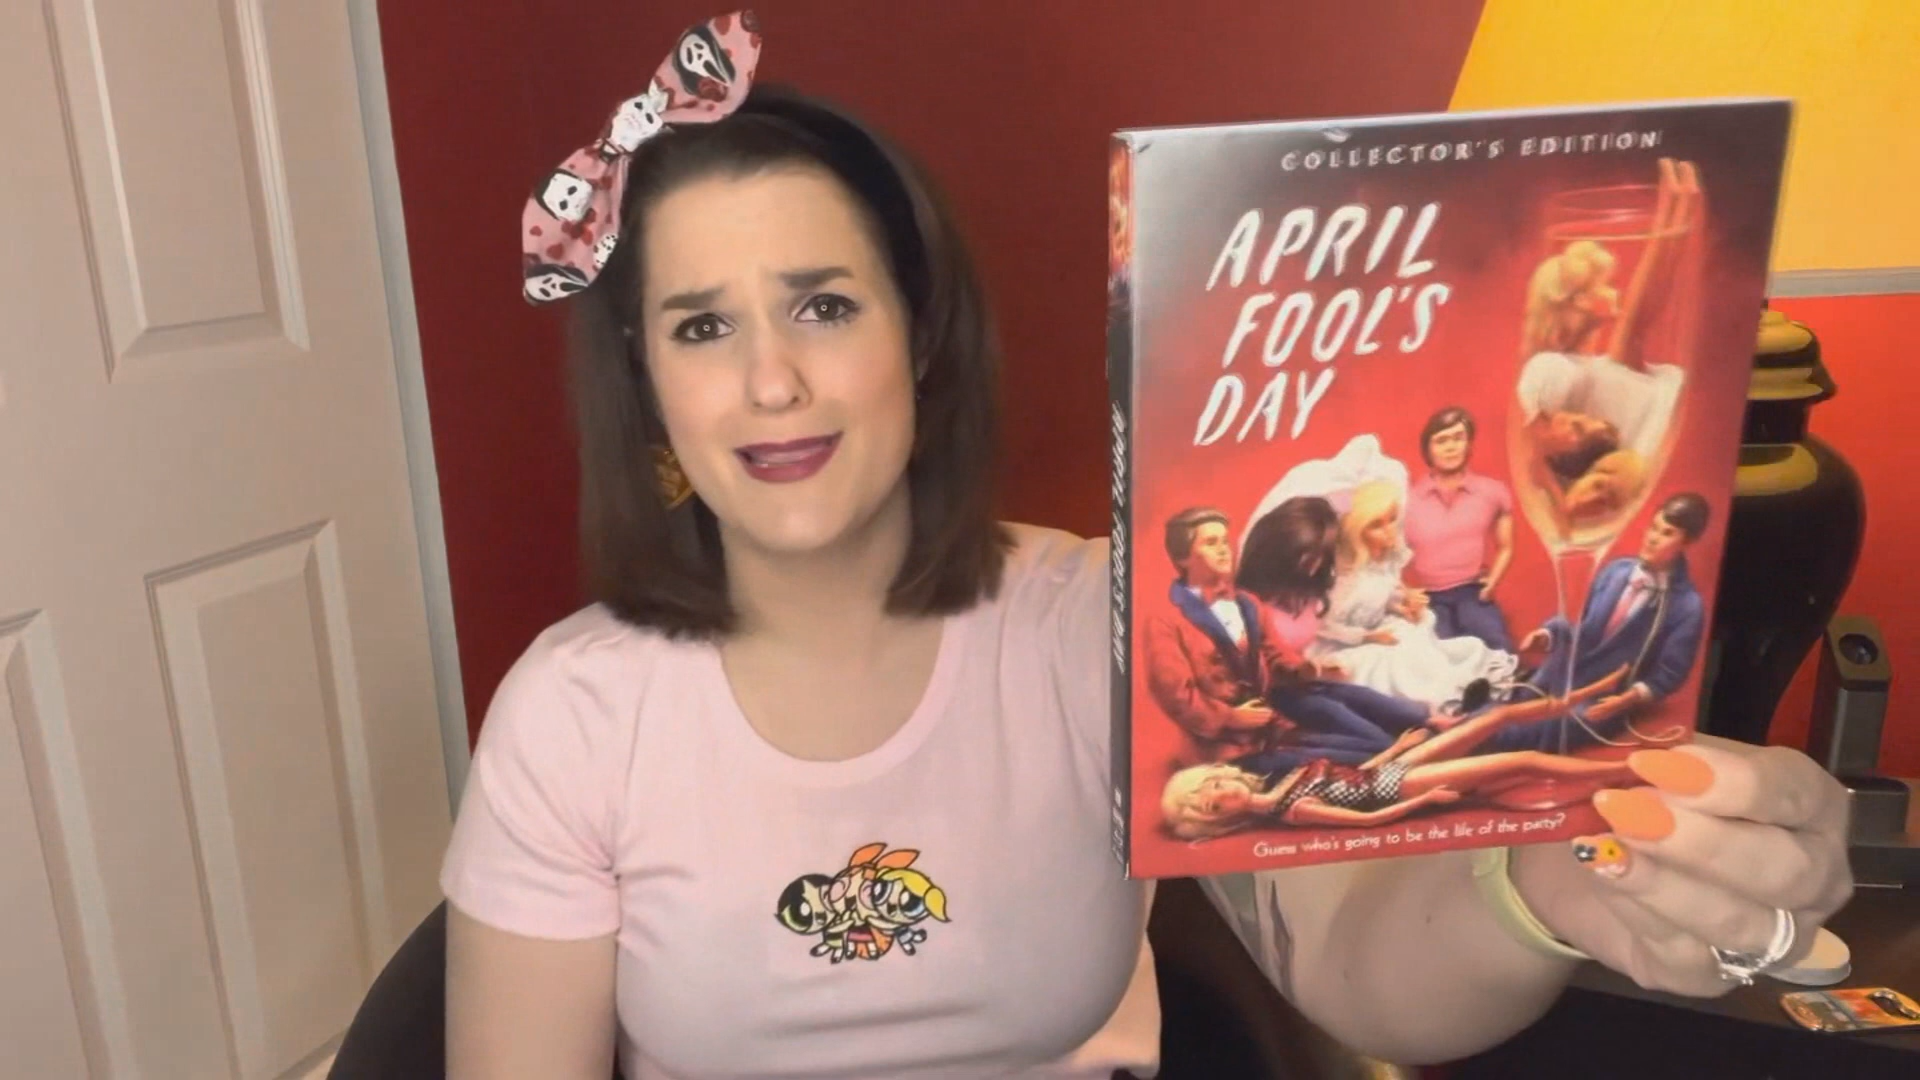 COLLECTOR'S EDITION
APRIL
FOOL'S
DAY
Guess who's going to be the life of the party?
APRIL FOOL'S DAY